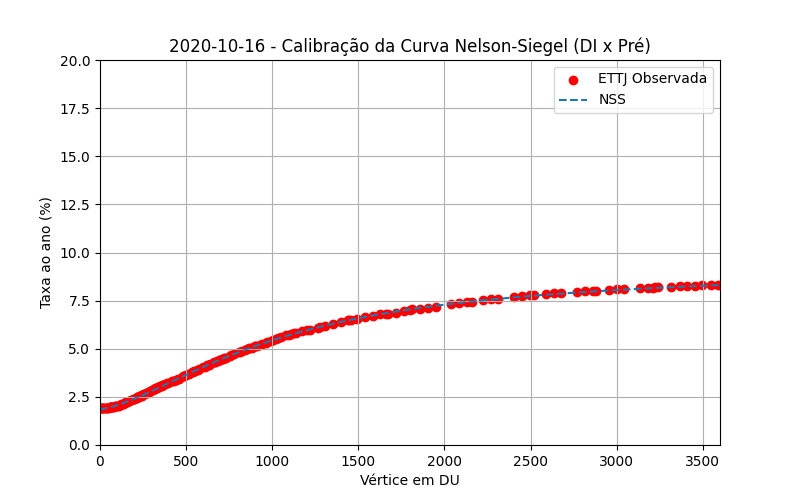 2020-10-16 - Calibração da Curva Nelson-Siegel (DI x Pré)
ETTJ Observada
NSS
Taxa ao ano (%)
20.0
17.5
15.0
12.5
10.0
7.5
5.0
2.5
0.0
0 500 1000 1500 2000 2500 3000 3500
Vértice em DU